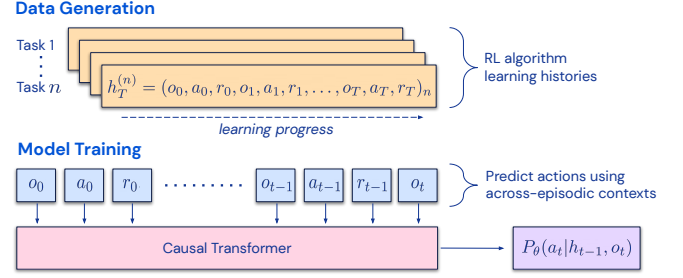 Data Generation
Task 1
Task n
h_T^{(n)} = (o_0, a_0, r_0, o_1, a_1, r_1, . . . , o_T, a_T, r_T)_n
RL algorithm
learning histories
learning progress
Model Training
o_0 a_0 r_0 ......... o_{t−1} a_{t−1} r_{t−1} o_t
Predict actions using
across-episodic contexts
Causal Transformer
P_θ(a_t|h_{t−1}, o_t)